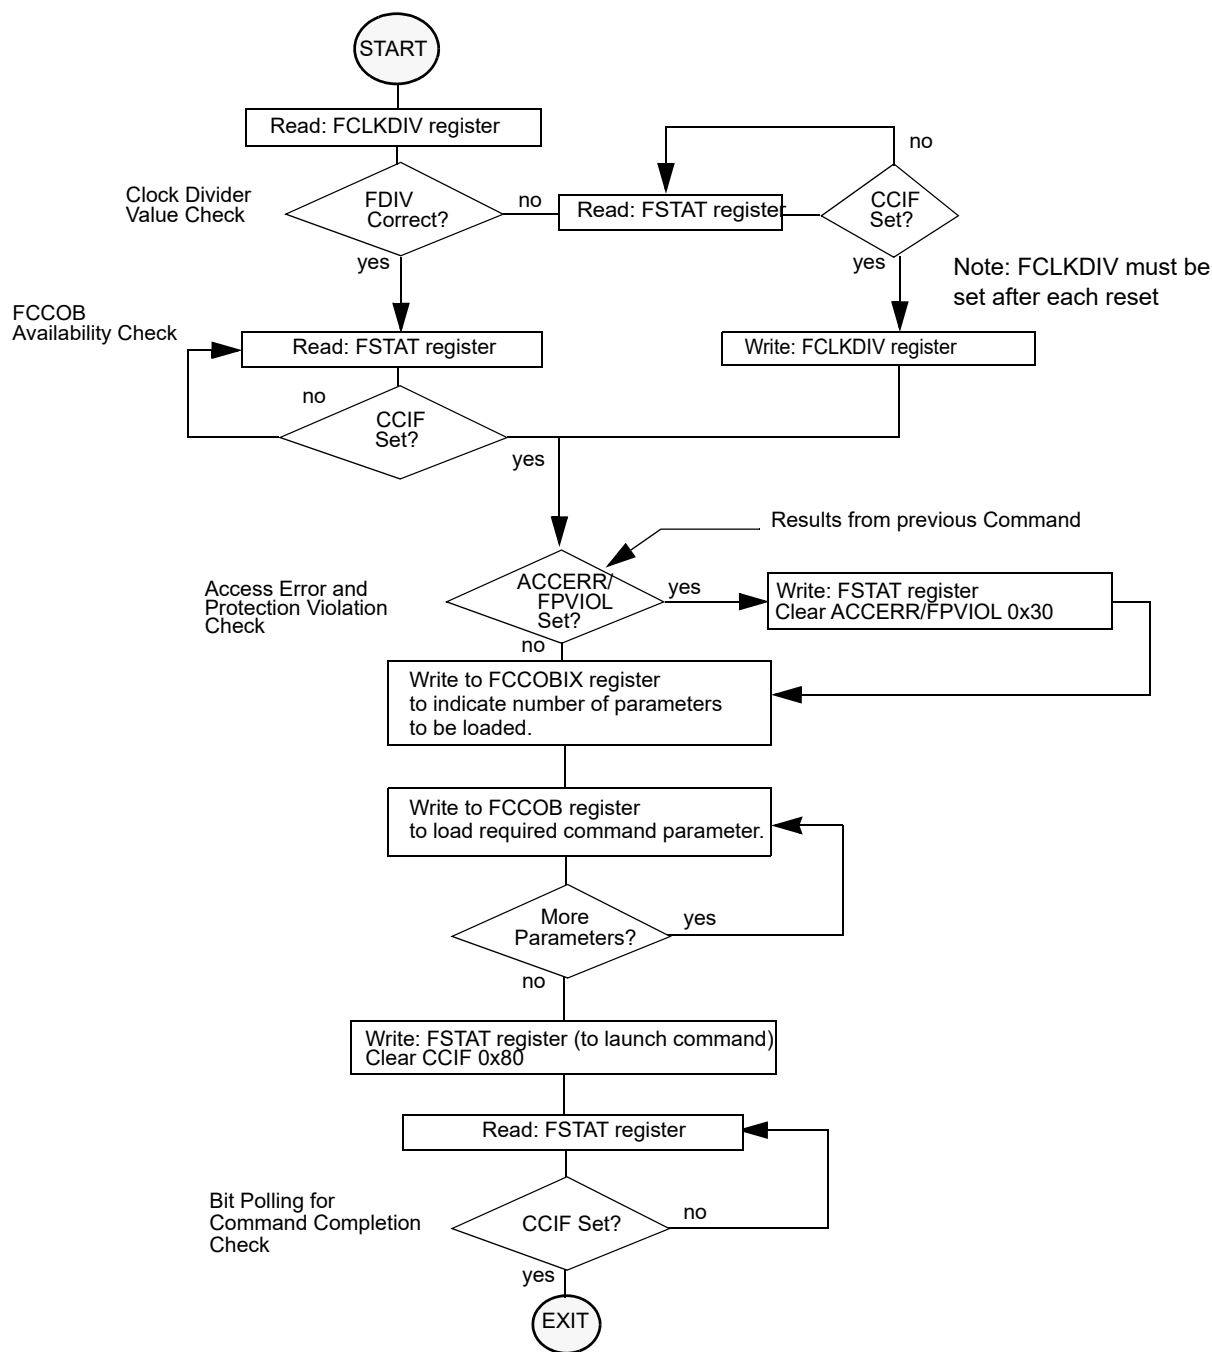 START
Read: FCLKDIV register
no
Clock Divider
Value Check
FDIV
Correct?
no
Read: FSTAT register
CCIF
Set?
yes
yes
Note: FCLKDIV must be
set after each reset
FCCOB
Availability Check
Read: FSTAT register
Write: FCLKDIV register
no
CCIF
Set?
yes
Results from previous Command
Access Error and
Protection Violation
Check
ACCERR/
FPVIOL
Set?
yes
Write: FSTAT register
Clear ACCERR/FPVIOL 0x30
no
Write to FCCOBIX register
to indicate number of parameters
to be loaded.
Write to FCCOB register
to load required command parameter.
More
Parameters?
yes
no
Write: FSTAT register (to launch command)
Clear CCIF 0x80
Read: FSTAT register
Bit Polling for
Command Completion
Check
CCIF Set?
no
yes
EXIT